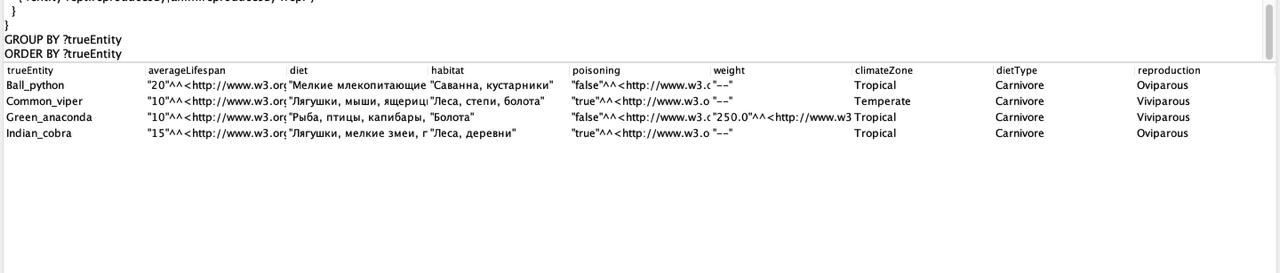 }
}
GROUP BY ?trueEntity
ORDER BY ?trueEntity
trueEntity averageLifespan diet habitat poisoning weight climateZone dietType reproduction
Ball_python "20"^^<http://www.w3.org "Мелкие млекопитающие "Саванна, кустарники" "false"^^<http://www.w3.o "--" Tropical Carnivore Oviparous
Common_viper "10"^^<http://www.w3.org "Лягушки, мыши, ящериц "Леса, степи, болота" "true"^^<http://www.w3.o "--" Temperate Carnivore Viviparous
Green_anaconda "10"^^<http://www.w3.org "Рыба, птицы, капибары, "Болота" "false"^^<http://www.w3.o "250.0"^^<http://www.w3 Tropical Carnivore Viviparous
Indian_cobra "15"^^<http://www.w3.org "Лягушки, мелкие змеи, г "Леса, деревни" "true"^^<http://www.w3.o "--" Tropical Carnivore Oviparous